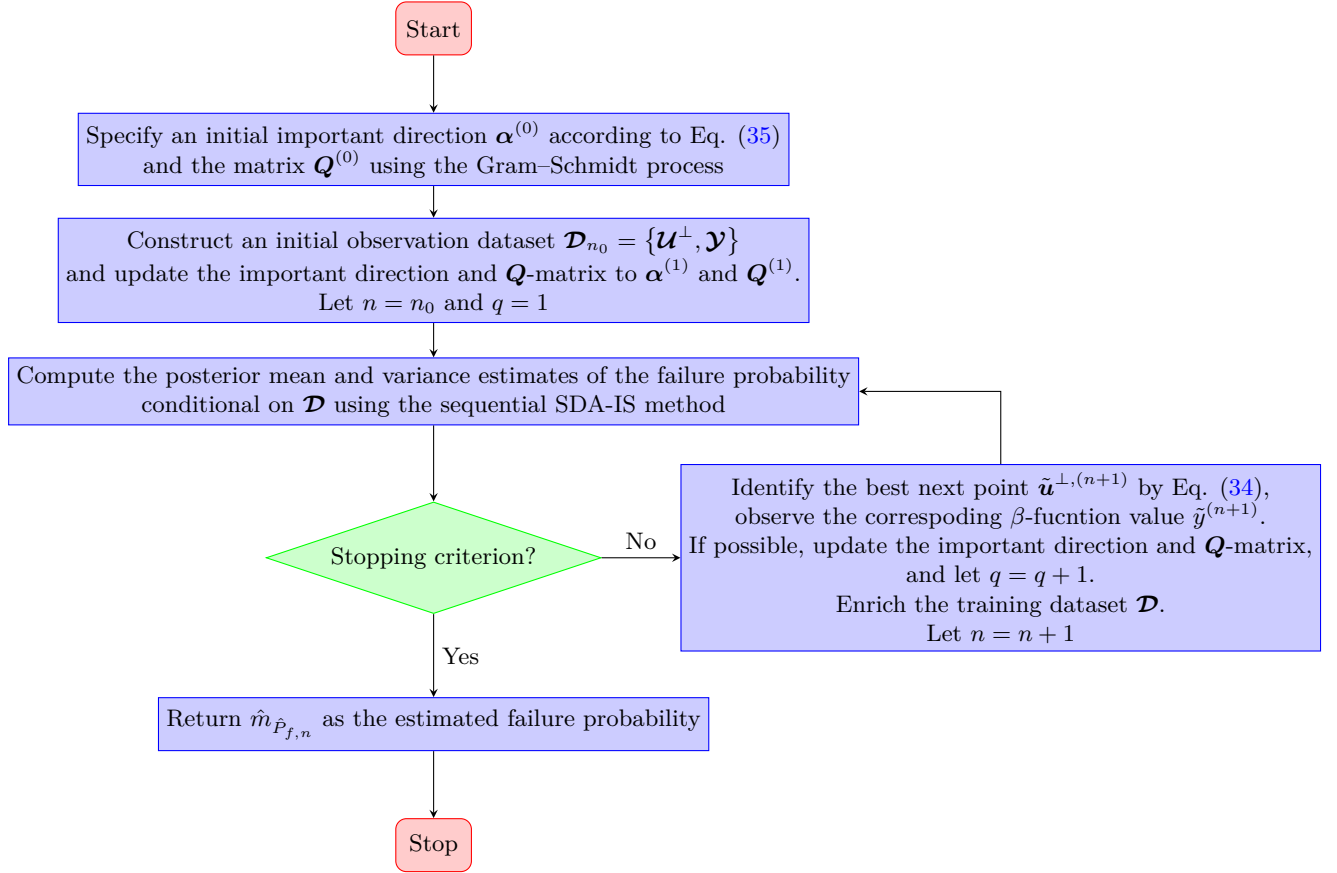 Start
Specify an initial important direction 𝜶⁽⁰⁾ according to Eq. (35)
and the matrix 𝑸⁽⁰⁾ using the Gram–Schmidt process
Construct an initial observation dataset 𝓓_{n_0} = {𝓤^⊥, 𝓨}
and update the important direction and 𝑸-matrix to 𝜶⁽¹⁾ and 𝑸⁽¹⁾.
Let n = n_0 and q = 1
Compute the posterior mean and variance estimates of the failure probability
conditional on 𝓓 using the sequential SDA-IS method
Stopping criterion?
No
Identify the best next point ũ^{⊥,(n+1)} by Eq. (34),
observe the correspoding β-fucntion value ỹ^{(n+1)}.
If possible, update the important direction and 𝑸-matrix,
and let q = q + 1.
Enrich the training dataset 𝓓.
Let n = n + 1
Yes
Return m̂_{P̂_{f,n}} as the estimated failure probability
Stop